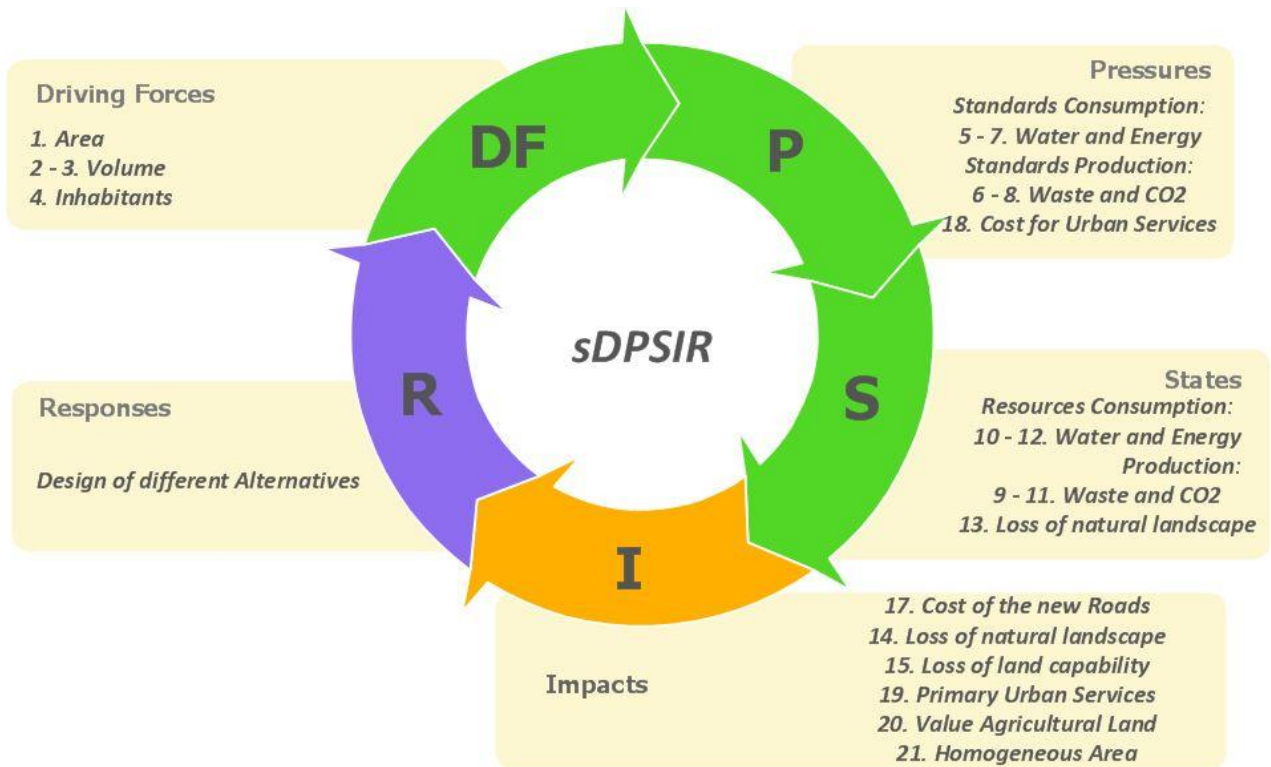 Driving Forces
1. Area
2 - 3. Volume
4. Inhabitants
DF
P
Pressures
Standards Consumption:
5 - 7. Water and Energy
Standards Production:
6 - 8. Waste and CO2
18. Cost for Urban Services
sDPSIR
R
S
Responses
Design of different Alternatives
States
Resources Consumption:
10 - 12. Water and Energy
Production:
9 - 11. Waste and CO2
13. Loss of natural landscape
I
Impacts
17. Cost of the new Roads
14. Loss of natural landscape
15. Loss of land capability
19. Primary Urban Services
20. Value Agricultural Land
21. Homogeneous Area